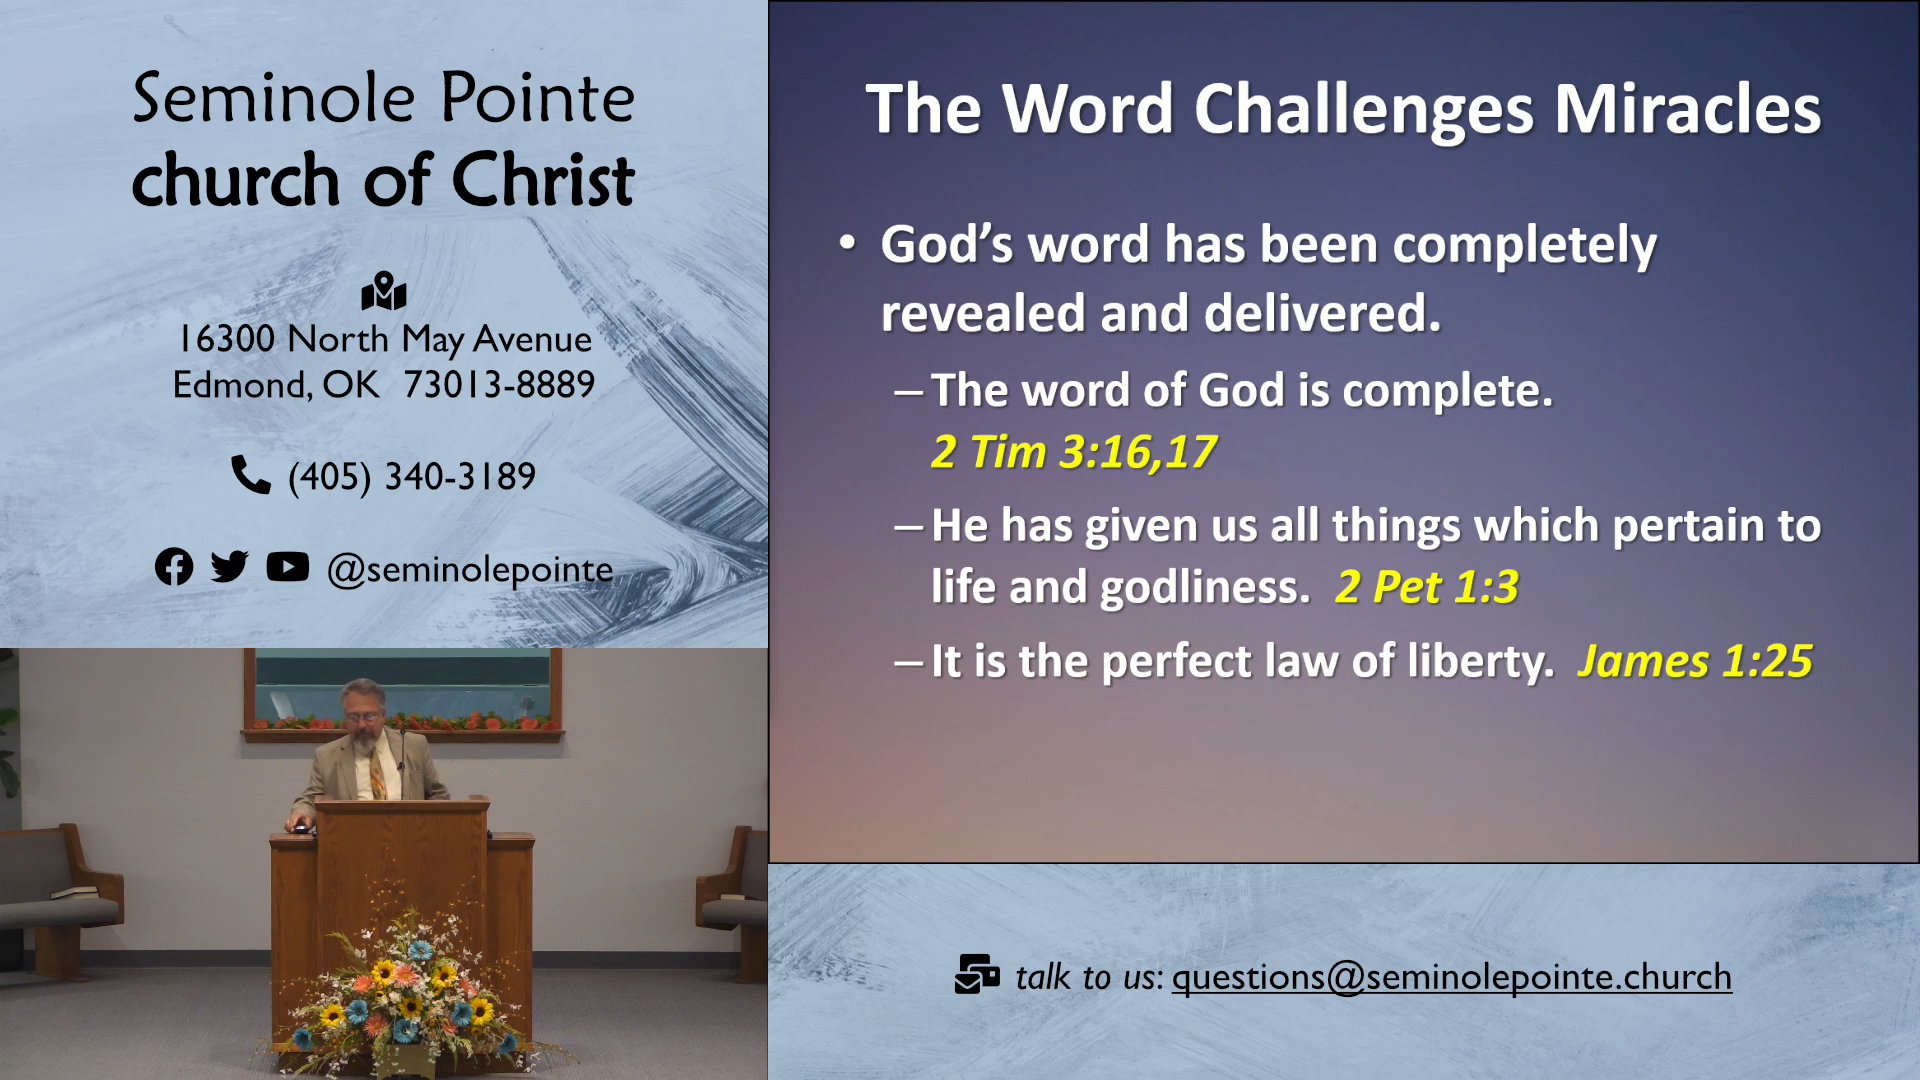 Seminole Pointe
church of Christ
16300 North May Avenue
Edmond, OK 73013-8889
(405) 340-3189
@seminolepointe
The Word Challenges Miracles
• God’s word has been completely
revealed and delivered.
– The word of God is complete.
2 Tim 3:16,17
– He has given us all things which pertain to
life and godliness. 2 Pet 1:3
– It is the perfect law of liberty. James 1:25
talk to us: questions@seminolepointe.church